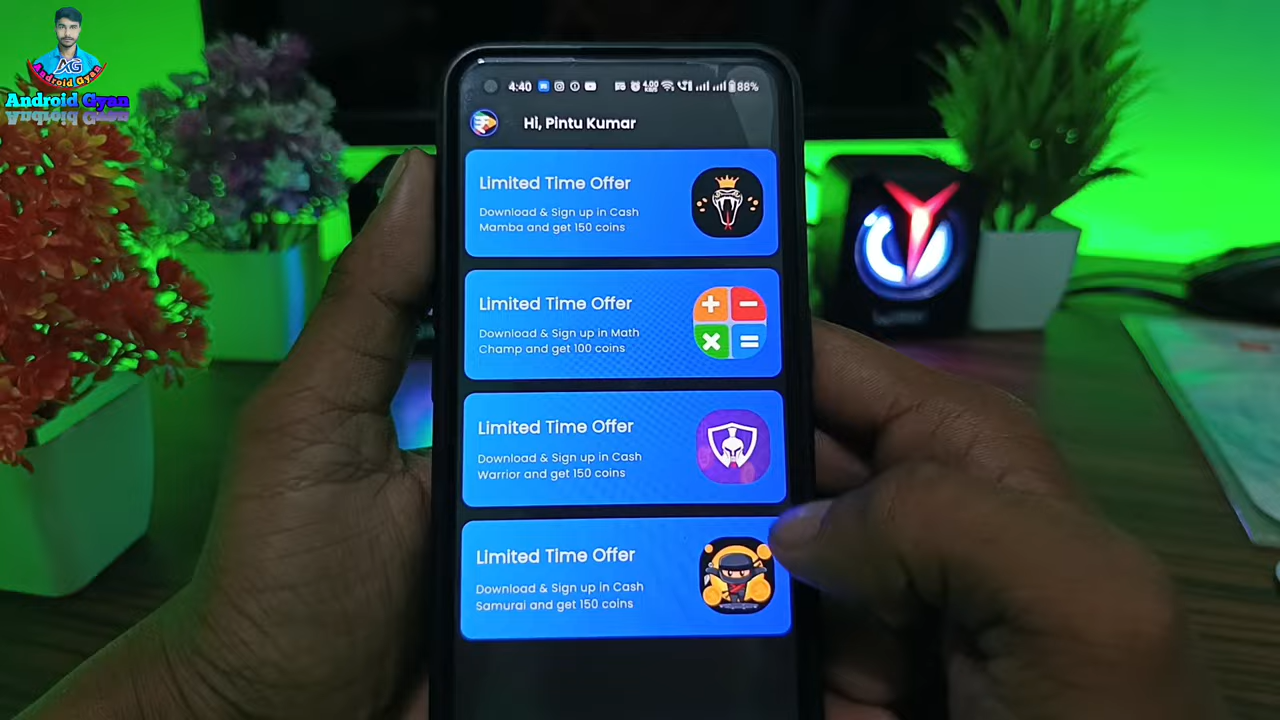 AG
Android Gyan
Android Gyan
4:40
88%
Hi, Pintu Kumar
Limited Time Offer
Download & Sign up in Cash
Mamba and get 150 coins
Limited Time Offer
Download & Sign up in Math
Champ and get 100 coins
Limited Time Offer
Download & Sign up in Cash
Warrior and get 150 coins
Limited Time Offer
Download & Sign up in Cash
Samurai and get 150 coins